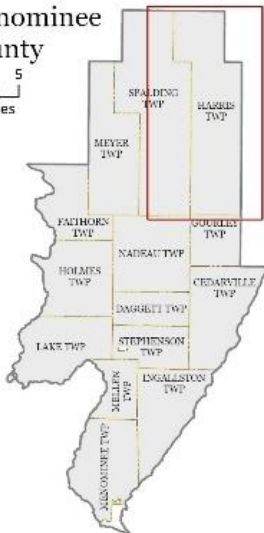 nominee
unty
5
es
SPALDING
TWP
HARRIS
TWP
MEYER
TWP
FAITHORN
TWP
GOURLEY
TWP
NADEAU TWP
HOLMES
TWP
CEDARVILLE
TWP
DAGGETT TWP
LAKE TWP
STEPHENSON
TWP
INGALLSTON
TWP
MELLEN
TWP
MENOMINEE TWP